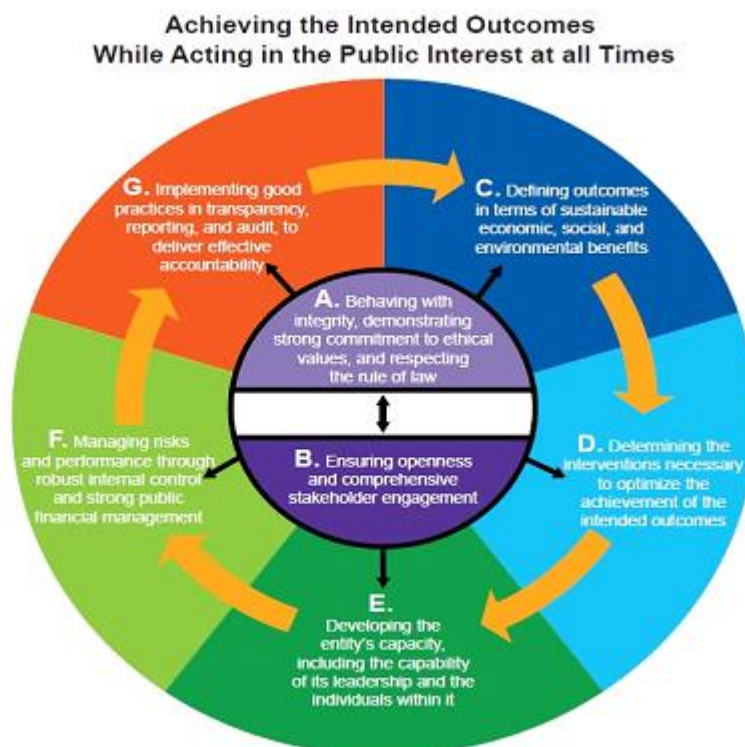 Achieving the Intended Outcomes
While Acting in the Public Interest at all Times
G. Implementing good
practices in transparency,
reporting, and audit, to
deliver effective
accountability
C. Defining outcomes
in terms of sustainable
economic, social, and
environmental benefits
A. Behaving with
integrity, demonstrating
strong commitment to ethical
values, and respecting
the rule of law
F. Managing risks
and performance through
robust internal control
and strong public
financial management
B. Ensuring openness
and comprehensive
stakeholder engagement
D. Determining the
interventions necessary
to optimize the
achievement of the
intended outcomes
E.
Developing the
entity's capacity,
including the capability
of its leadership and the
individuals within it